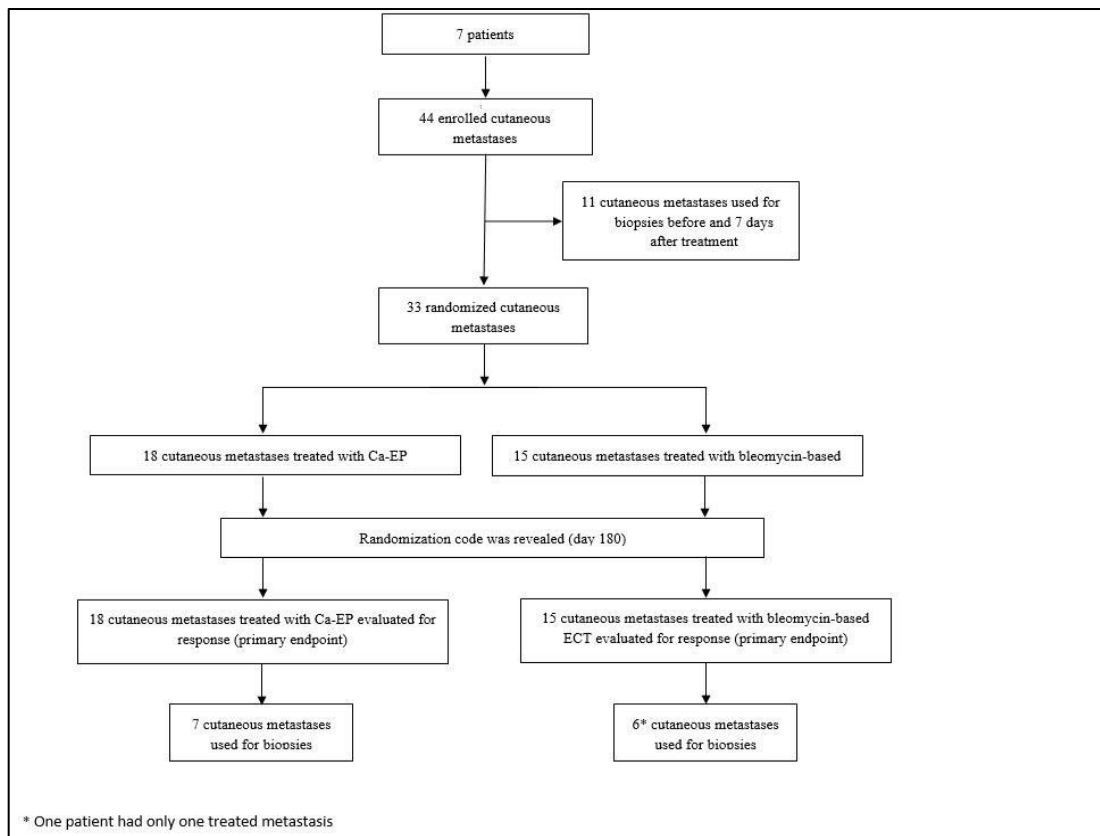 7 patients
44 enrolled cutaneous
metastases
11 cutaneous metastases used for
biopsies before and 7 days
after treatment
33 randomized cutaneous
metastases
18 cutaneous metastases treated with Ca-EP
15 cutaneous metastases treated with bleomycin-based
Randomization code was revealed (day 180)
18 cutaneous metastases treated with Ca-EP evaluated for
response (primary endpoint)
15 cutaneous metastases treated with bleomycin-based
ECT evaluated for response (primary endpoint)
7 cutaneous metastases
used for biopsies
6* cutaneous metastases
used for biopsies
* One patient had only one treated metastasis